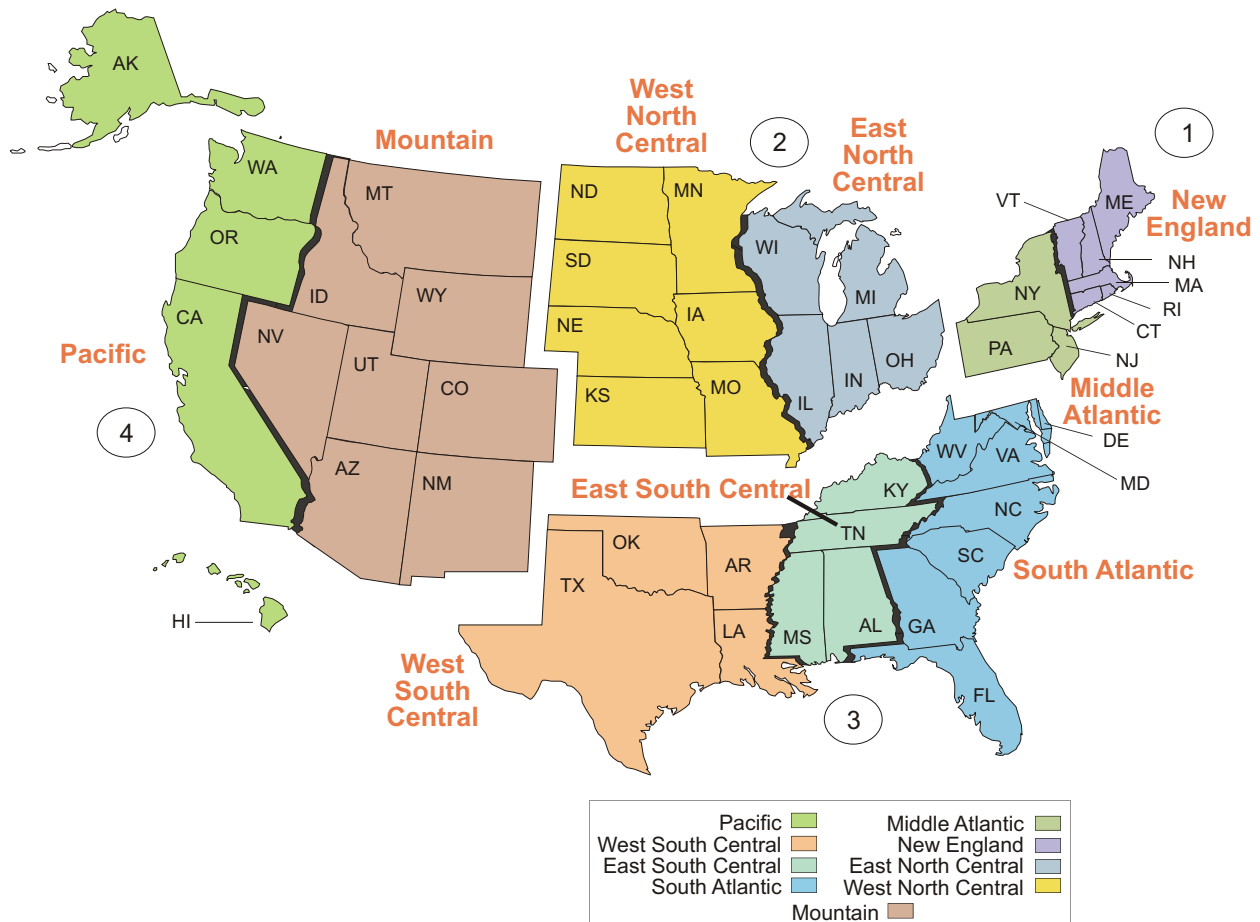 AK
West
North
Central
2
East
North
Central
1
Mountain
WA
MT
ND
MN
VT
ME
New
England
OR
SD
WI
NH
MA
ID
WY
MI
NY
RI
CA
NV
NE
IA
CT
Pacific
UT
CO
KS
MO
IL
IN
OH
PA
NJ
Middle
Atlantic
4
AZ
NM
WV
VA
DE
MD
East South Central
KY
NC
OK
AR
TN
SC
South Atlantic
TX
HI
LA
MS
AL
GA
West
South
Central
FL
3
Pacific
Middle Atlantic
West South Central
New England
East South Central
East North Central
South Atlantic
West North Central
Mountain